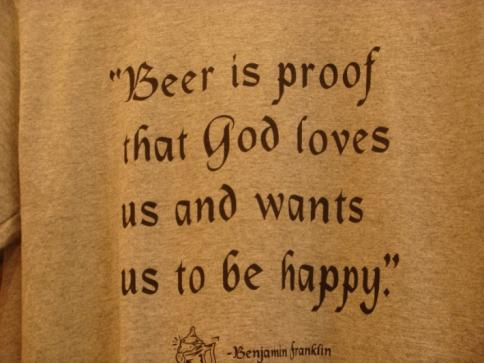 "Beer is proof
that God loves
us and wants
us to be happy."
-Benjamin franklin